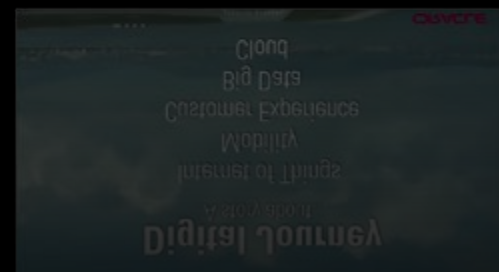 Digital Journey
A story about
Internet of Things
Mobility
Customer Experience
Big Data
Cloud
ORACLE